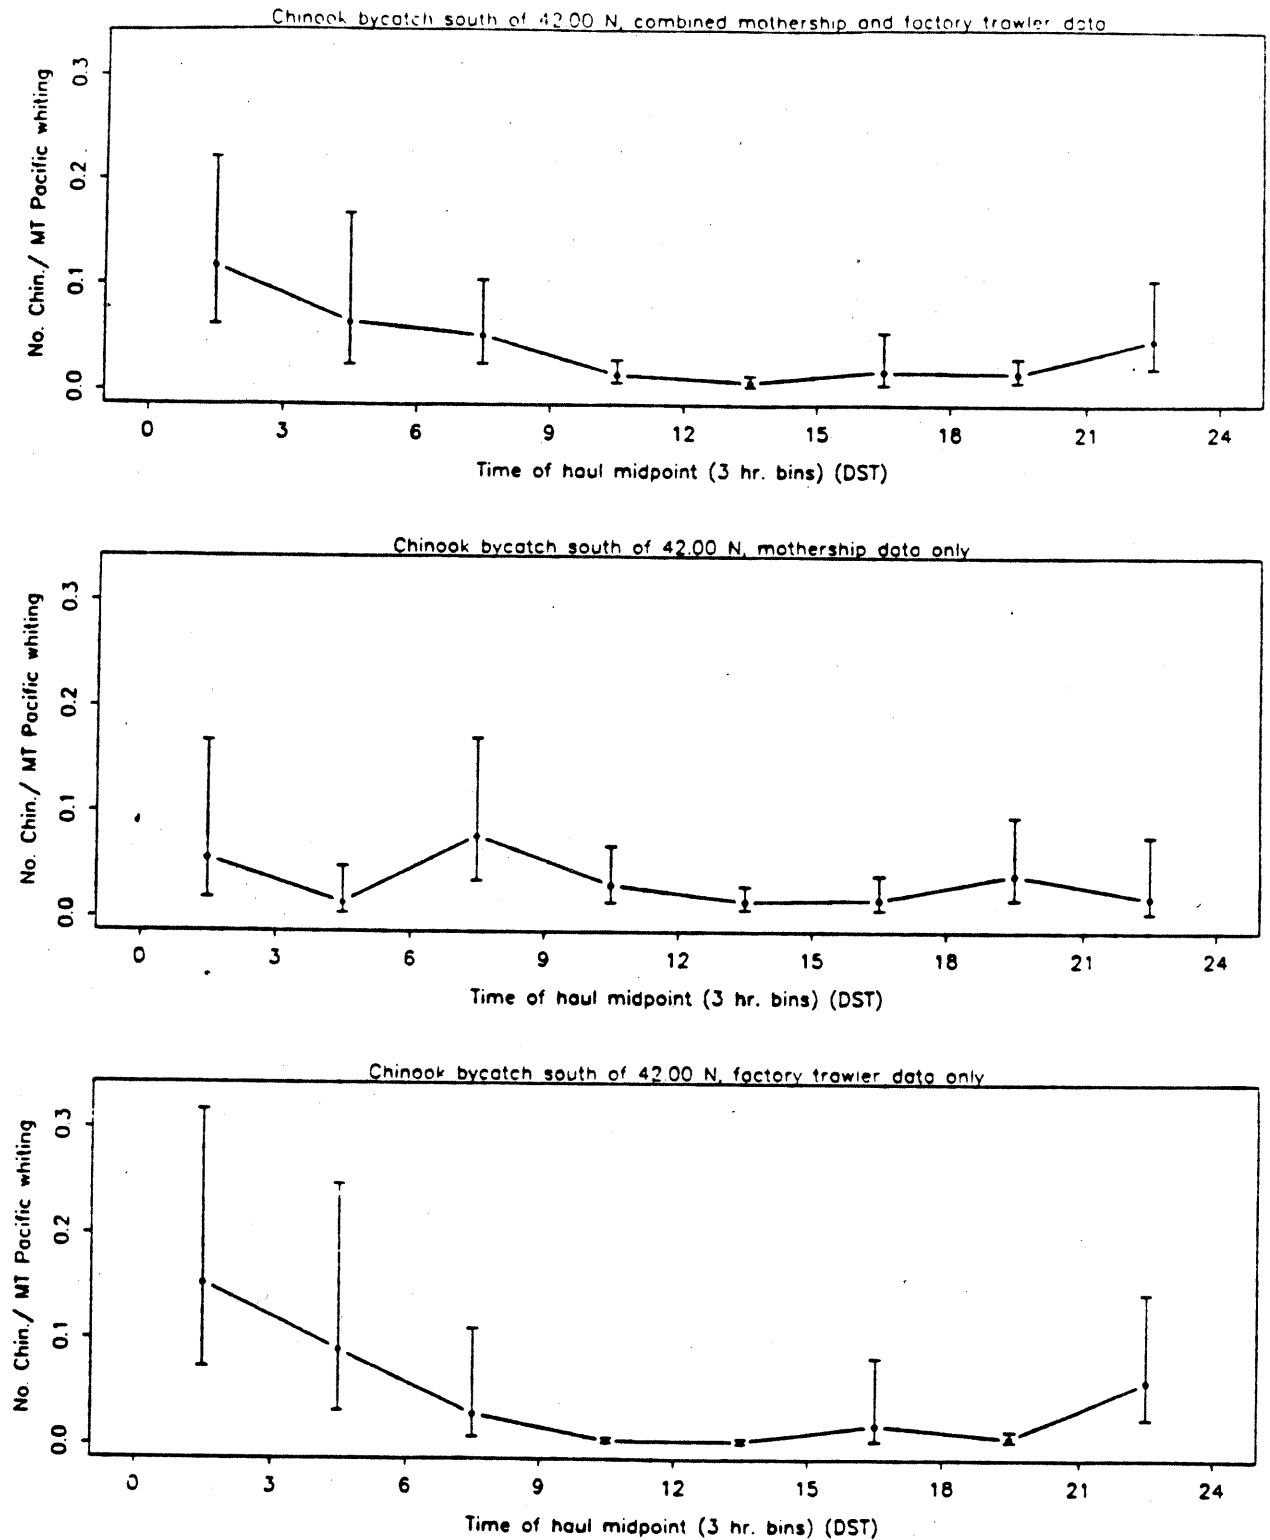 Chinook bycatch south of 42.00 N, combined mothership and factory trawler data
No. Chin./ MT Pacific whiting
0.3
0.2
0.1
0.0
0 3 6 9 12 15 18 21 24
Time of haul midpoint (3 hr. bins) (DST)
Chinook bycatch south of 42.00 N, mothership data only
No. Chin./ MT Pacific whiting
0.3
0.2
0.1
0.0
0 3 6 9 12 15 18 21 24
Time of haul midpoint (3 hr. bins) (DST)
Chinook bycatch south of 42.00 N, factory trawler data only
No. Chin./ MT Pacific whiting
0.3
0.2
0.1
0.0
0 3 6 9 12 15 18 21 24
Time of haul midpoint (3 hr. bins) (DST)